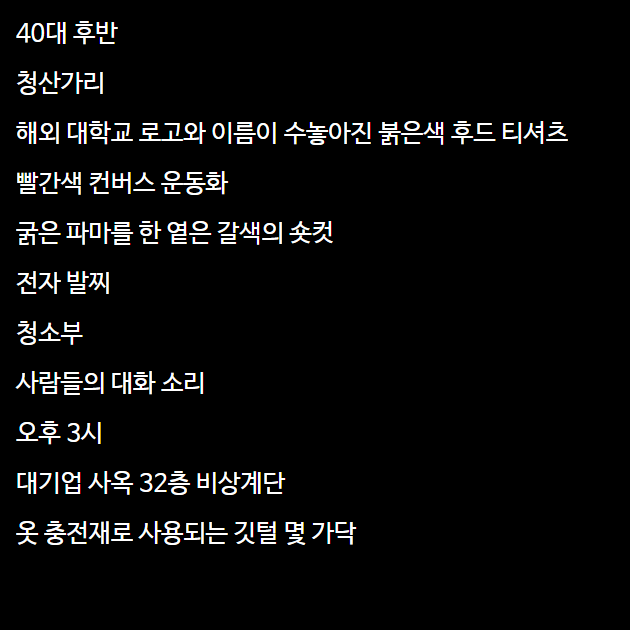 40대 후반
청산가리
해외 대학교 로고와 이름이 수놓아진 붉은색 후드 티셔츠
빨간색 컨버스 운동화
굵은 파마를 한 옅은 갈색의 숏컷
전자 발찌
청소부
사람들의 대화 소리
오후 3시
대기업 사옥 32층 비상계단
옷 충전재로 사용되는 깃털 몇 가닥